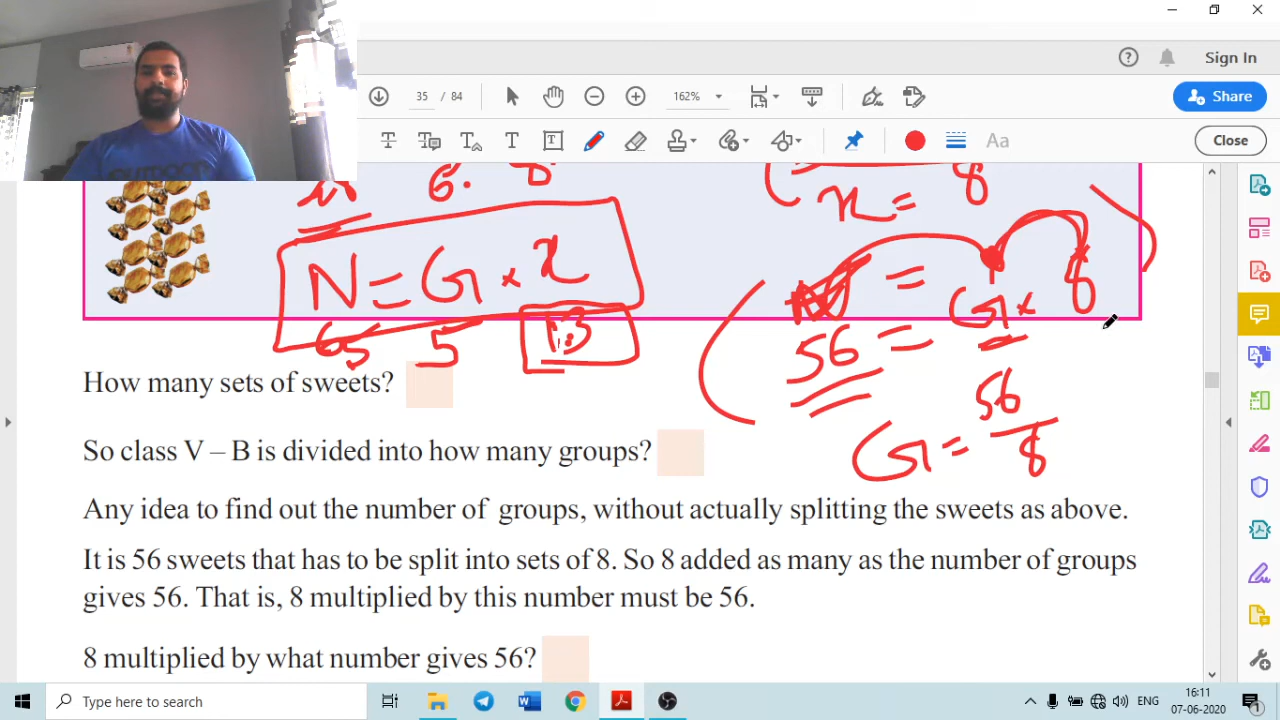 Sign In
35 / 84
162%
Share
T T T T
Aa
Close
6. 8
8
x =
N = G × x
= G × 8
65 5 13
56 =
How many sets of sweets?
G = 56
8
So class V – B is divided into how many groups?
Any idea to find out the number of groups, without actually splitting the sweets as above.
It is 56 sweets that has to be split into sets of 8. So 8 added as many as the number of groups
gives 56. That is, 8 multiplied by this number must be 56.
8 multiplied by what number gives 56?
Type here to search
ENG
16:11
07-06-2020